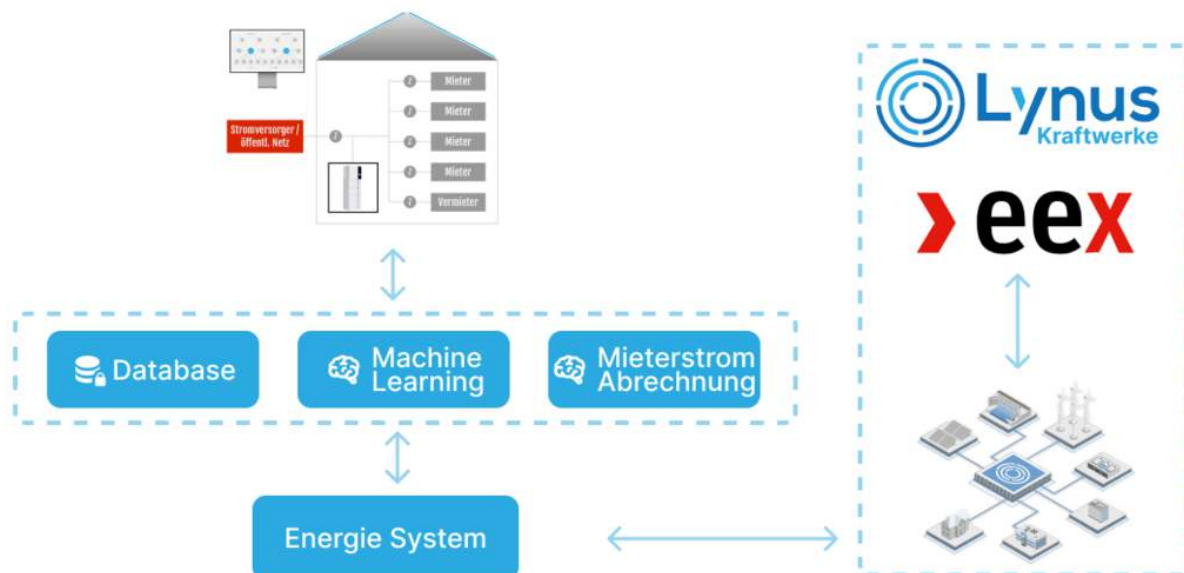 Stromversorger /
öffentl. Netz
Mieter
Mieter
Mieter
Mieter
Vermieter
Lynus
Kraftwerke
eex
Database
Machine
Learning
Mieterstrom
Abrechnung
Energie System